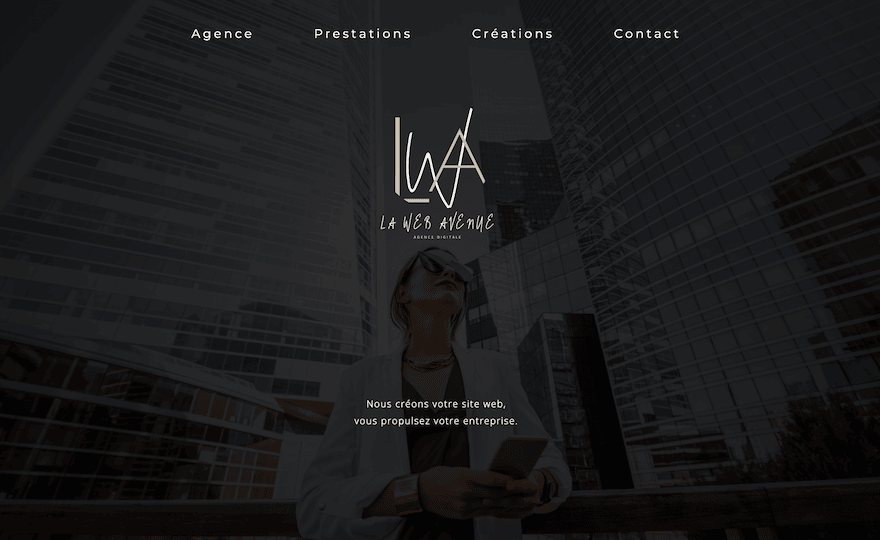 Agence Prestations Créations Contact
LWA
LA WEB AVENUE
AGENCE DIGITALE
Nous créons votre site web,
vous propulsez votre entreprise.